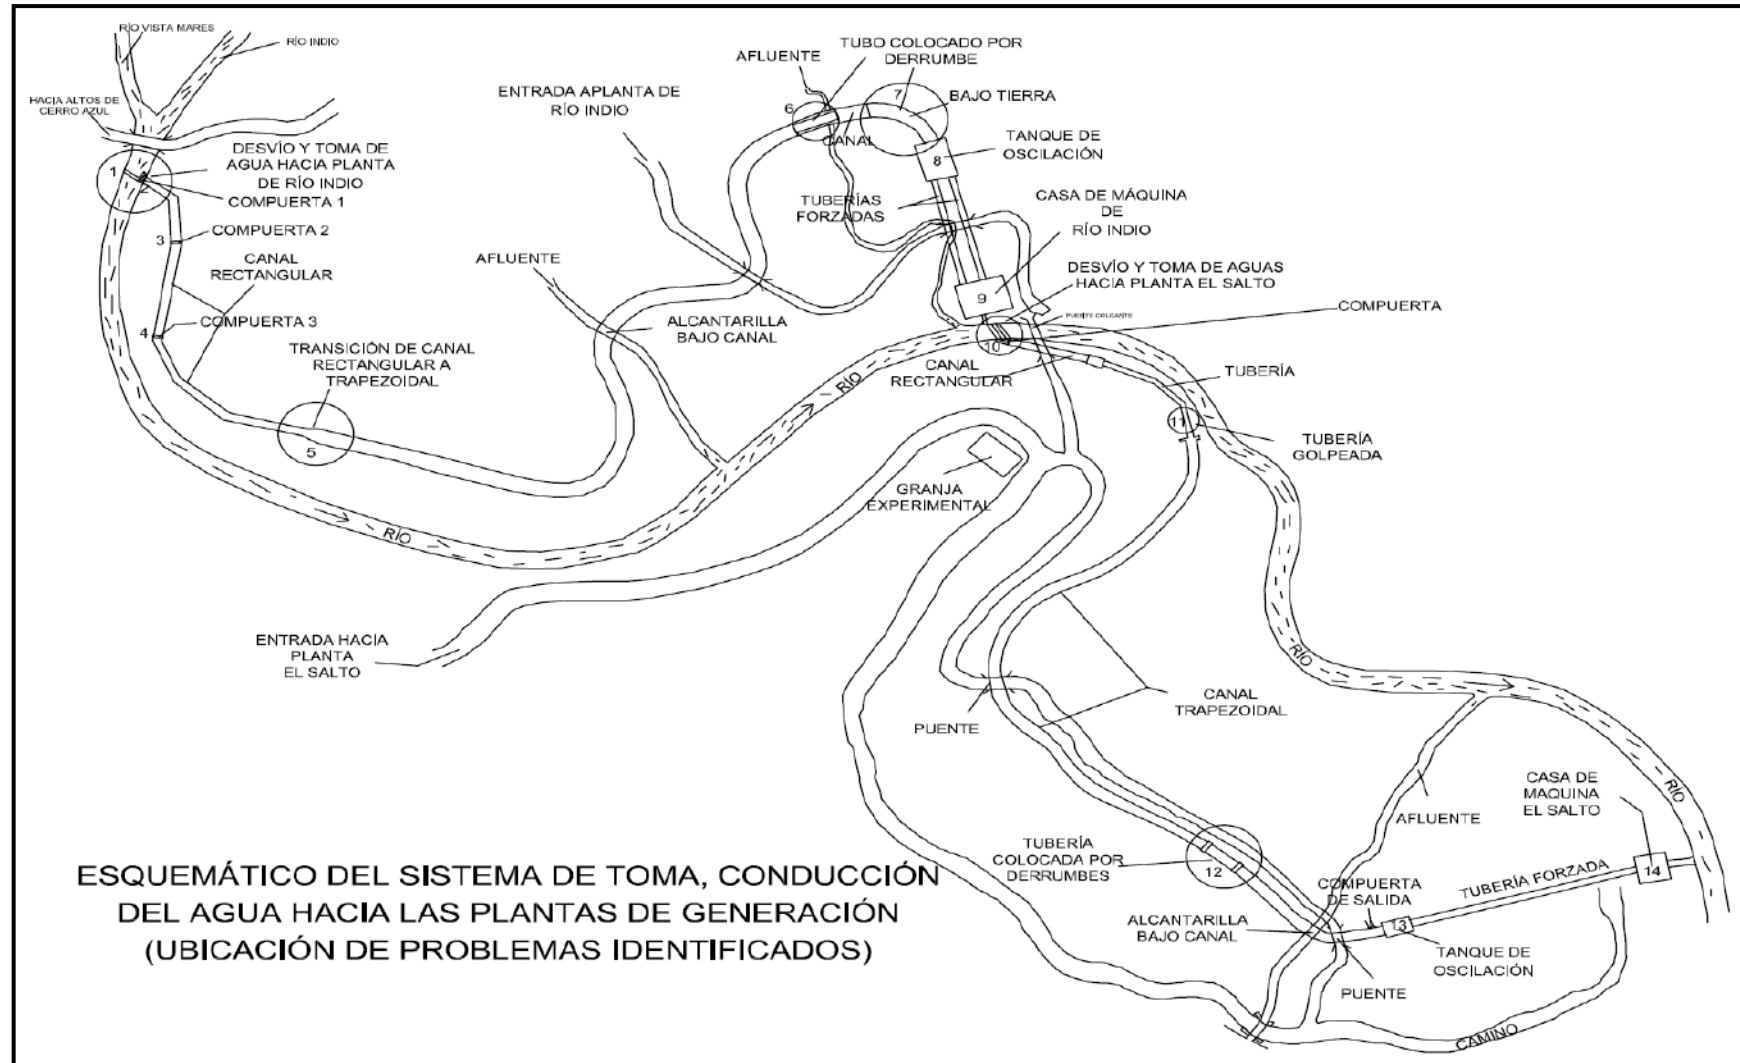 RÍO VISTA MARES
RÍO INDIO
HACIA ALTOS DE
CERRO AZUL
DESVÍO Y TOMA DE
AGUA HACIA PLANTA
DE RÍO INDIO
1
2
COMPUERTA 1
3
COMPUERTA 2
CANAL
RECTANGULAR
4
COMPUERTA 3
TRANSICIÓN DE CANAL
RECTANGULAR A
TRAPEZOIDAL
5
RÍO
AFLUENTE
ENTRADA APLANTA DE
RÍO INDIO
ALCANTARILLA
BAJO CANAL
AFLUENTE
TUBO COLOCADO POR
DERRUMBE
6
7
CANAL
BAJO TIERRA
TANQUE DE
OSCILACIÓN
8
TUBERÍAS
FORZADAS
CASA DE MÁQUINA
DE
RÍO INDIO
9
DESVÍO Y TOMA DE AGUAS
HACIA PLANTA EL SALTO
COMPUERTA
PUENTE COLGANTE
10
RÍO
CANAL
RECTANGULAR
TUBERÍA
11
TUBERÍA
GOLPEADA
GRANJA
EXPERIMENTAL
ENTRADA HACIA
PLANTA
EL SALTO
RÍO
CANAL
TRAPEZOIDAL
PUENTE
RÍO
CASA DE
MAQUINA
EL SALTO
AFLUENTE
TUBERÍA
COLOCADA POR
DERRUMBES
12
14
TUBERÍA FORZADA
COMPUERTA
DE SALIDA
13
ALCANTARILLA
BAJO CANAL
TANQUE DE
OSCILACIÓN
PUENTE
CAMINO
ESQUEMÁTICO DEL SISTEMA DE TOMA, CONDUCCIÓN
DEL AGUA HACIA LAS PLANTAS DE GENERACIÓN
(UBICACIÓN DE PROBLEMAS IDENTIFICADOS)